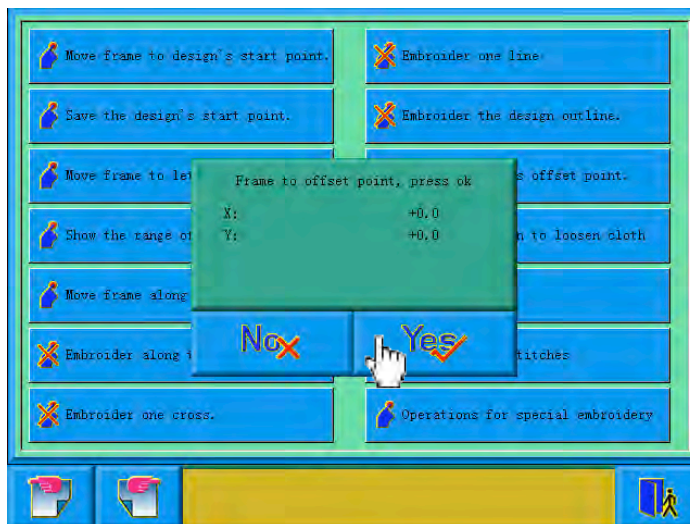 Move frame to design's start point.
Embroider one line
Save the design's start point.
Embroider the design outline.
Move frame to
offset point.
Show the range
to loosen cloth
Move frame along
Embroider along
stitches
Embroider one cross.
Operations for special embroidery
Frame to offset point, press ok
X: +0.0
Y: +0.0
No
Yes